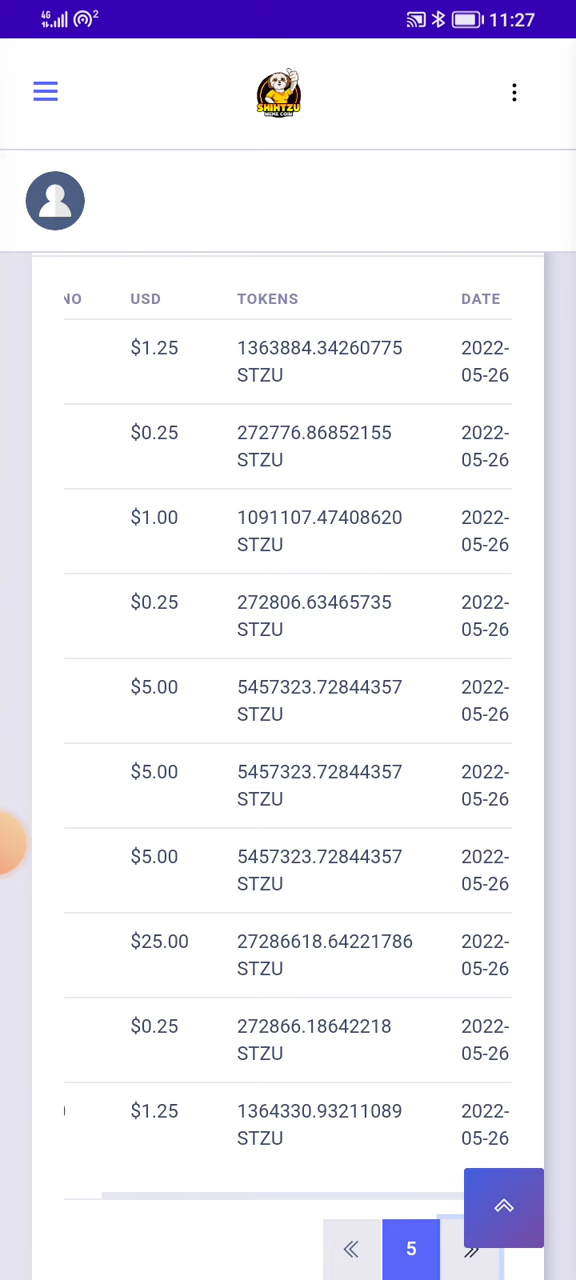 4G 2 11:27
SHIHTZU
MEME COIN
NO USD TOKENS DATE
$1.25 1363884.34260775 2022-
STZU 05-26
$0.25 272776.86852155 2022-
STZU 05-26
$1.00 1091107.47408620 2022-
STZU 05-26
$0.25 272806.63465735 2022-
STZU 05-26
$5.00 5457323.72844357 2022-
STZU 05-26
$5.00 5457323.72844357 2022-
STZU 05-26
$5.00 5457323.72844357 2022-
STZU 05-26
$25.00 27286618.64221786 2022-
STZU 05-26
$0.25 272866.18642218 2022-
STZU 05-26
$1.25 1364330.93211089 2022-
STZU 05-26
« 5 »